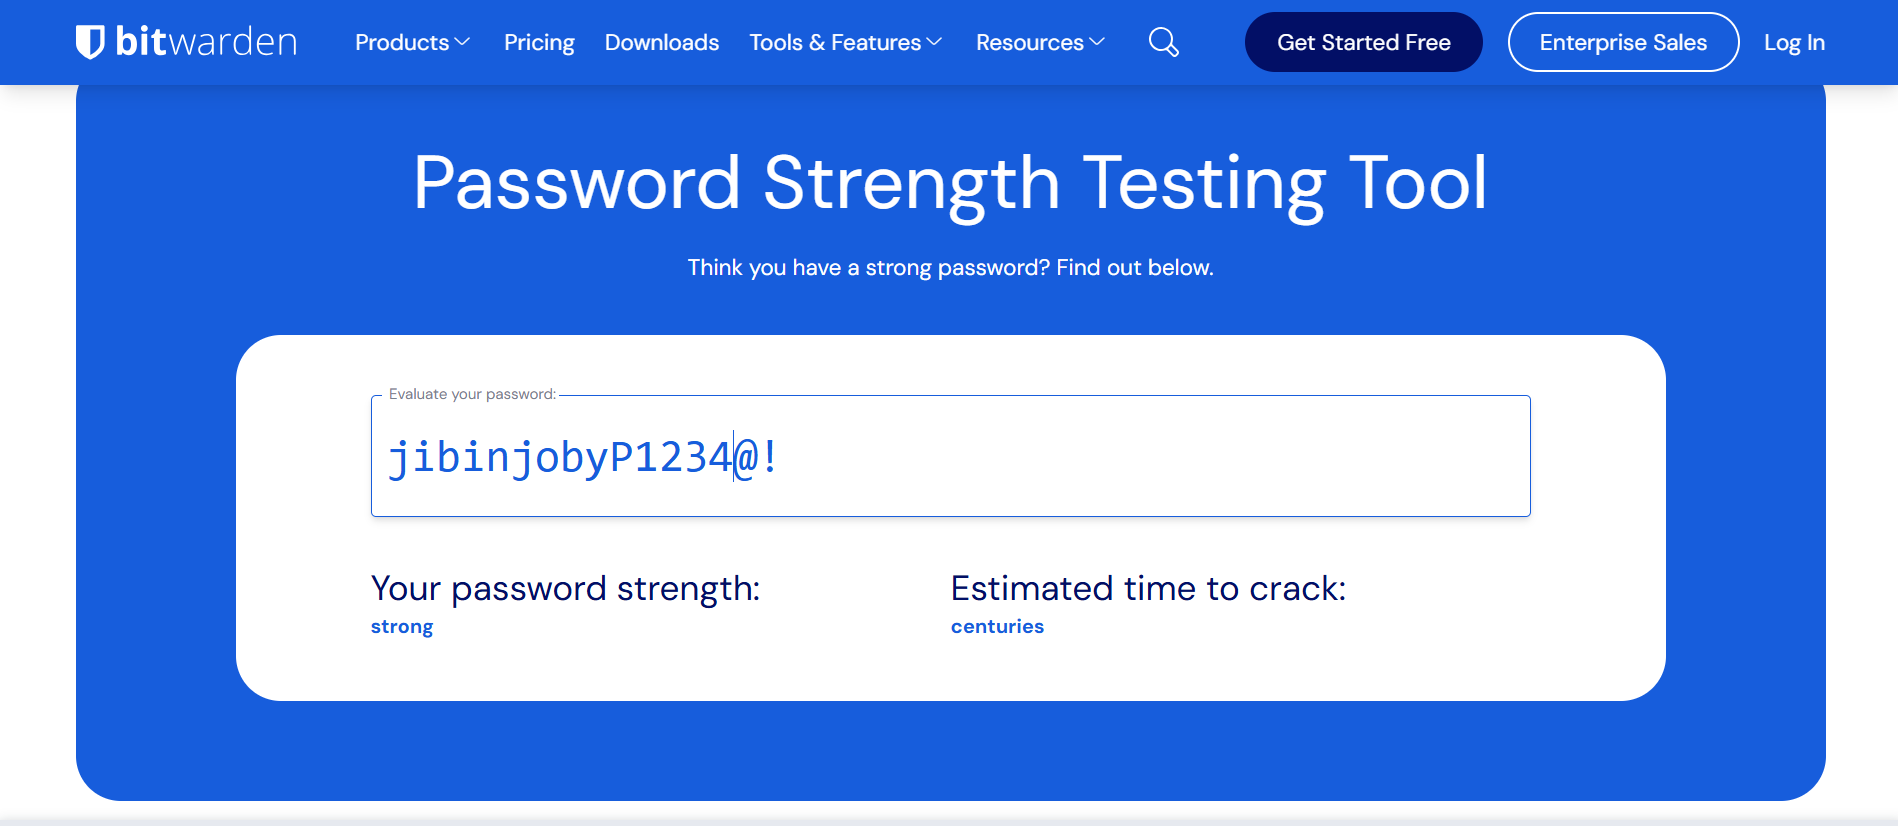 bitwarden Products Pricing Downloads Tools & Features Resources Get Started Free Enterprise Sales Log In
Password Strength Testing Tool
Think you have a strong password? Find out below.
Evaluate your password:
jibinjobyP1234@!
Your password strength: Estimated time to crack:
strong centuries